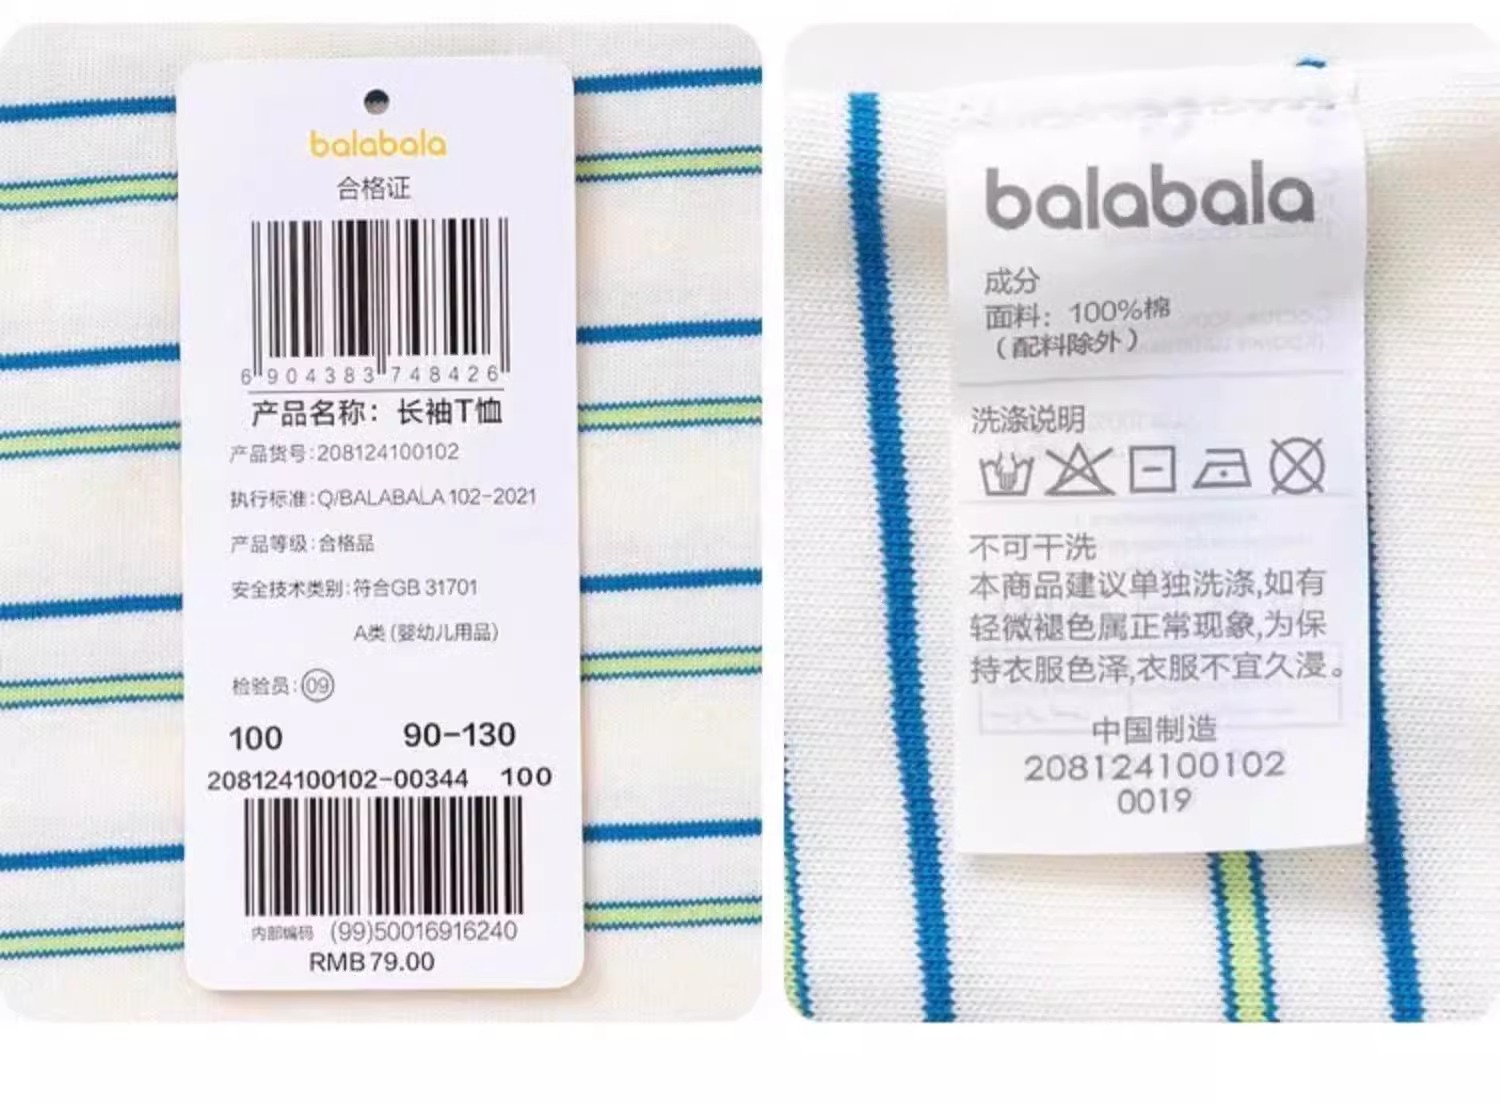 balabala
合格证
6 904383 748426
产品名称：长袖T恤
产品货号:208124100102
执行标准:Q/BALABALA 102-2021
产品等级:合格品
安全技术类别:符合GB 31701
A类 (婴幼儿用品)
检验员:09
100 90-130
208124100102-00344 100
内部编码 (99)50016916240
RMB 79.00
balabala
成分
面料：100%棉
（配料除外）
洗涤说明
不可干洗
本商品建议单独洗涤,如有
轻微褪色属正常现象,为保
持衣服色泽,衣服不宜久浸。
中国制造
208124100102
0019